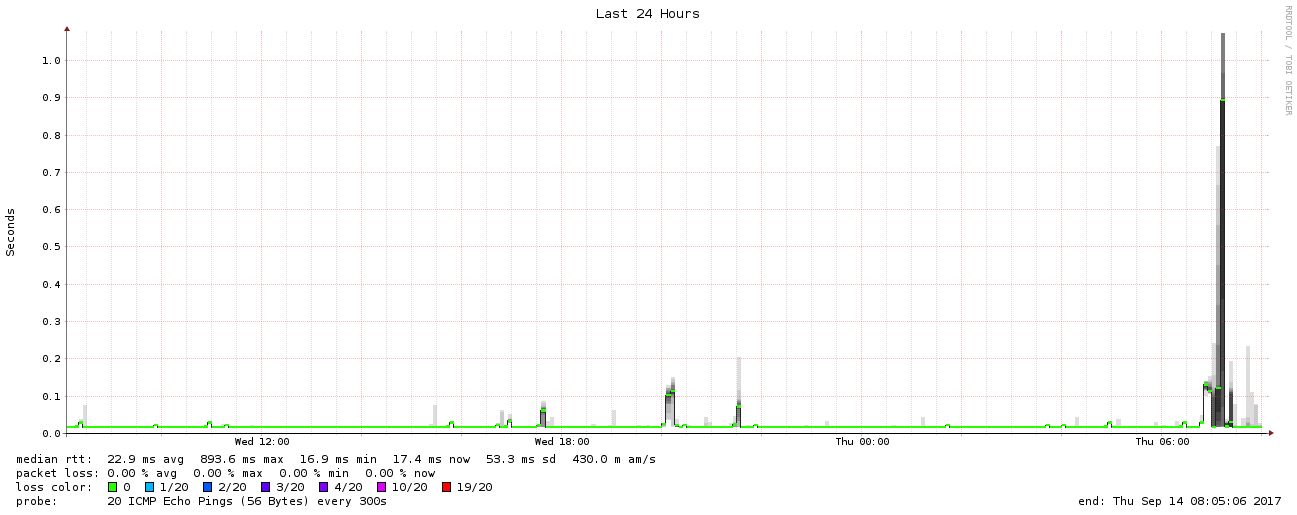 Last 24 Hours
RRDTOOL / TOBI OETIKER
Seconds
1.0
0.9
0.8
0.7
0.6
0.5
0.4
0.3
0.2
0.1
0.0
Wed 12:00 Wed 18:00 Thu 00:00 Thu 06:00
median rtt: 22.9 ms avg 893.6 ms max 16.9 ms min 17.4 ms now 53.3 ms sd 430.0 m am/s
packet loss: 0.00 % avg 0.00 % max 0.00 % min 0.00 % now
loss color: 0 1/20 2/20 3/20 4/20 10/20 19/20
probe: 20 ICMP Echo Pings (56 Bytes) every 300s end: Thu Sep 14 08:05:06 2017